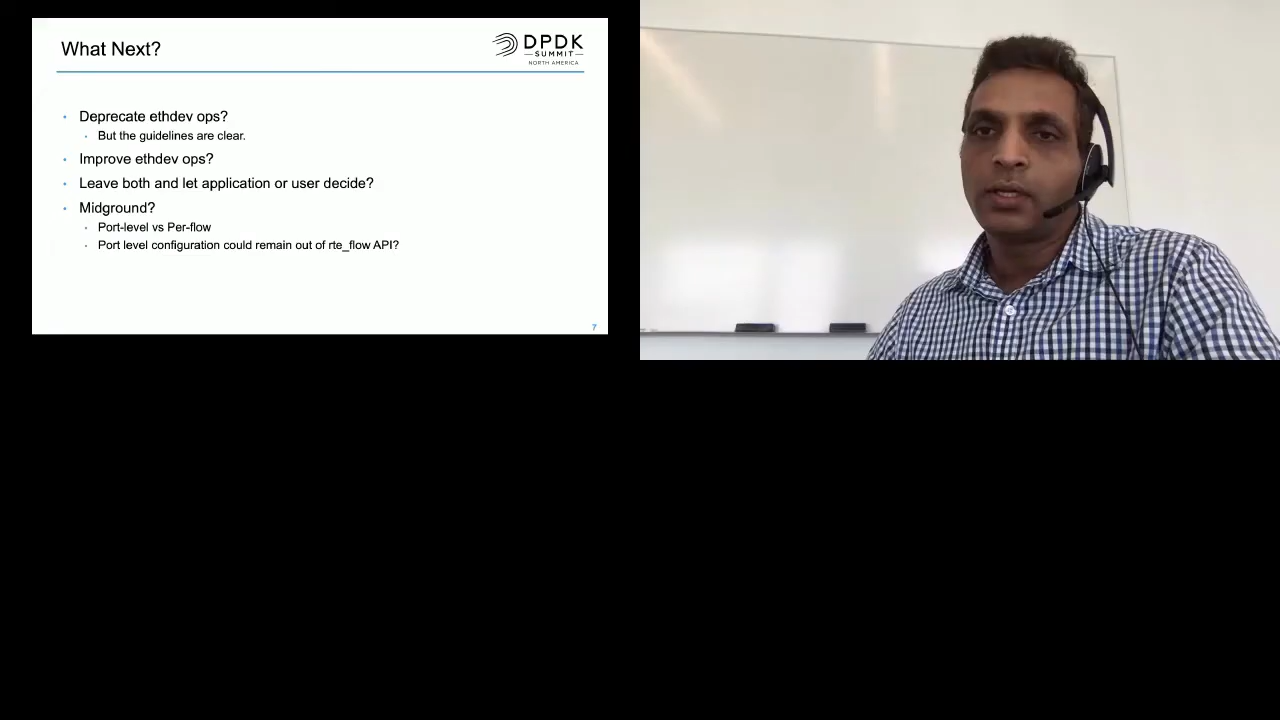 What Next?
DPDK
SUMMIT
NORTH AMERICA
Deprecate ethdev ops?
But the guidelines are clear.
Improve ethdev ops?
Leave both and let application or user decide?
Midground?
Port-level vs Per-flow
Port level configuration could remain out of rte_flow API?
7